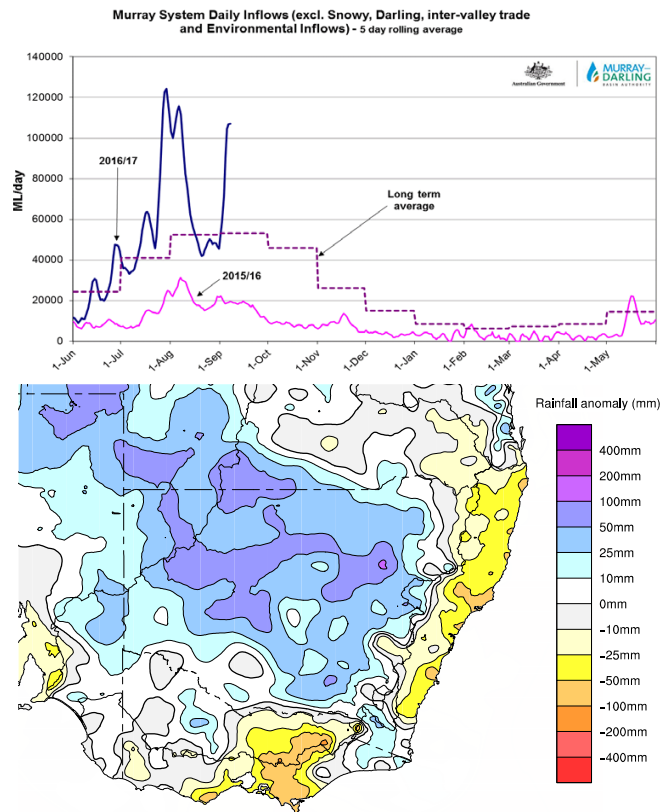 Murray System Daily Inflows (excl. Snowy, Darling, inter-valley trade
and Environmental Inflows) - 5 day rolling average
140000
120000
100000
80000
60000
40000
20000
0
ML/day
2016/17
2015/16
Long term
average
Australian Government
MURRAY–
DARLING
BASIN AUTHORITY
1-Jun
1-Jul
1-Aug
1-Sep
1-Oct
1-Nov
1-Dec
1-Jan
1-Feb
1-Mar
1-Apr
1-May
Rainfall anomaly (mm)
400mm
200mm
100mm
50mm
25mm
10mm
0mm
-10mm
-25mm
-50mm
-100mm
-200mm
-400mm